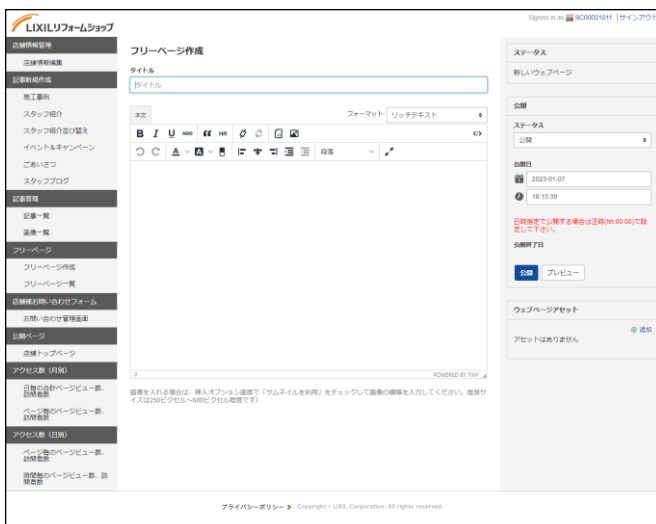 LIXILリフォームショップ
Signed in as SC00021011 | サインアウト
店舗情報管理
店舗情報編集
記事新規作成
施工事例
スタッフ紹介
スタッフ紹介並び替え
イベント&キャンペーン
ごあいさつ
スタッフブログ
記事管理
記事一覧
画像一覧
フリーページ
フリーページ作成
フリーページ一覧
店舗様お問い合わせフォーム
お問い合わせ管理画面
公開ページ
店舗トップページ
アクセス数（月別）
日毎の合計ページビュー数、
訪問者数
ページ毎のページビュー数、
訪問者数
アクセス数（日別）
ページ毎のページビュー数、
訪問者数
時間毎のページビュー数、訪
問者数
フリーページ作成
タイトル
タイトル
本文
フォーマット リッチテキスト
B I U ABC HR
A A 段落
P
POWERED BY TINY
画像を入れる場合は、挿入オプション画面で「サムネイルを利用」をチェックして画像の横幅を入力してください。推奨サ
イズは250ピクセル～600ピクセル程度です）
ステータス
新しいウェブページ
公開
ステータス
公開
公開日
2023-01-07
18:15:39
日時指定で公開する場合は正時(hh:00:00)で設
定して下さい。
公開終了日
公開 プレビュー
ウェブページアセット
追加
アセットはありません
プライバシーポリシー Copyright - LIXIL Corporation. All rights reserved.